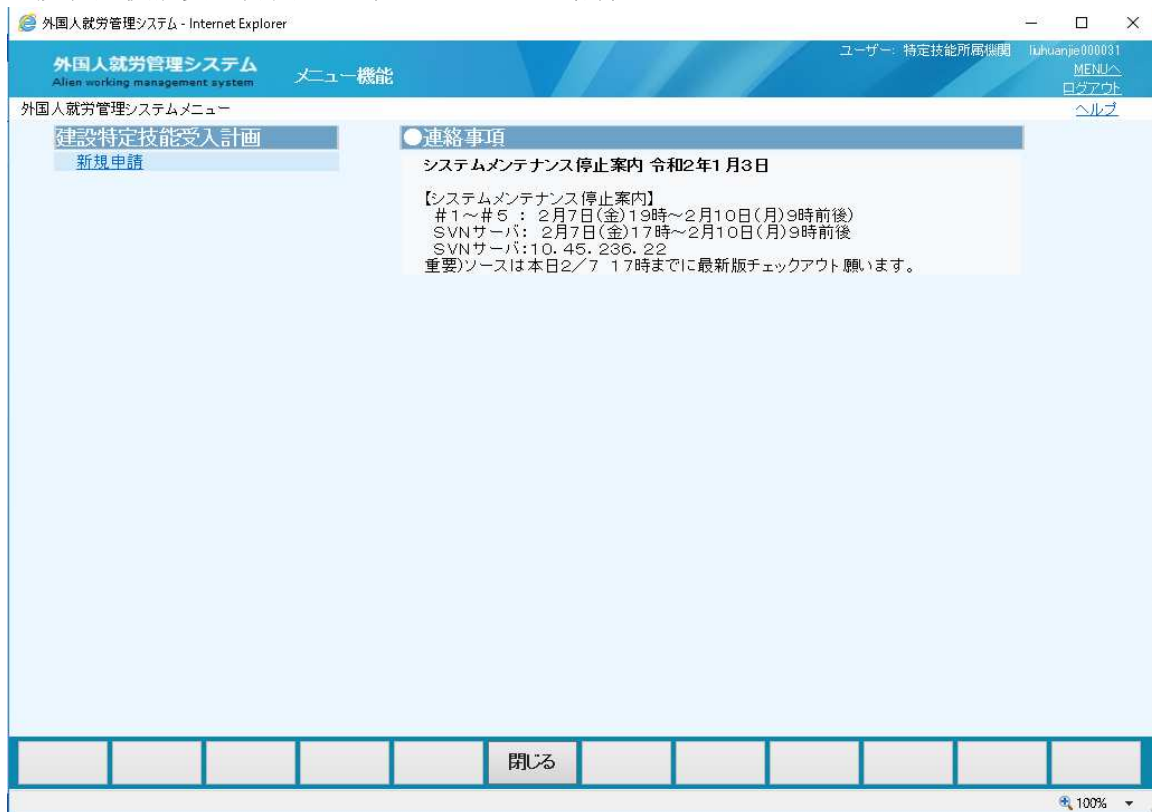 外国人就労管理システム - Internet Explorer
ユーザー: 特定技能所属機関 liuhuanjie000031
外国人就労管理システム
Alien working management system
メニュー機能
MENUへ
ログアウト
外国人就労管理システムメニュー
ヘルプ
建設特定技能受入計画
新規申請
●連絡事項
システムメンテナンス停止案内 令和2年1月3日
【システムメンテナンス停止案内】
#1～#5 : 2月7日(金)19時～2月10日(月)9時前後)
SVNサーバ: 2月7日(金)17時～2月10日(月)9時前後
SVNサーバ:10.45.236.22
重要)ソースは本日2／7 17時までに最新版チェックアウト願います。
閉じる
100%